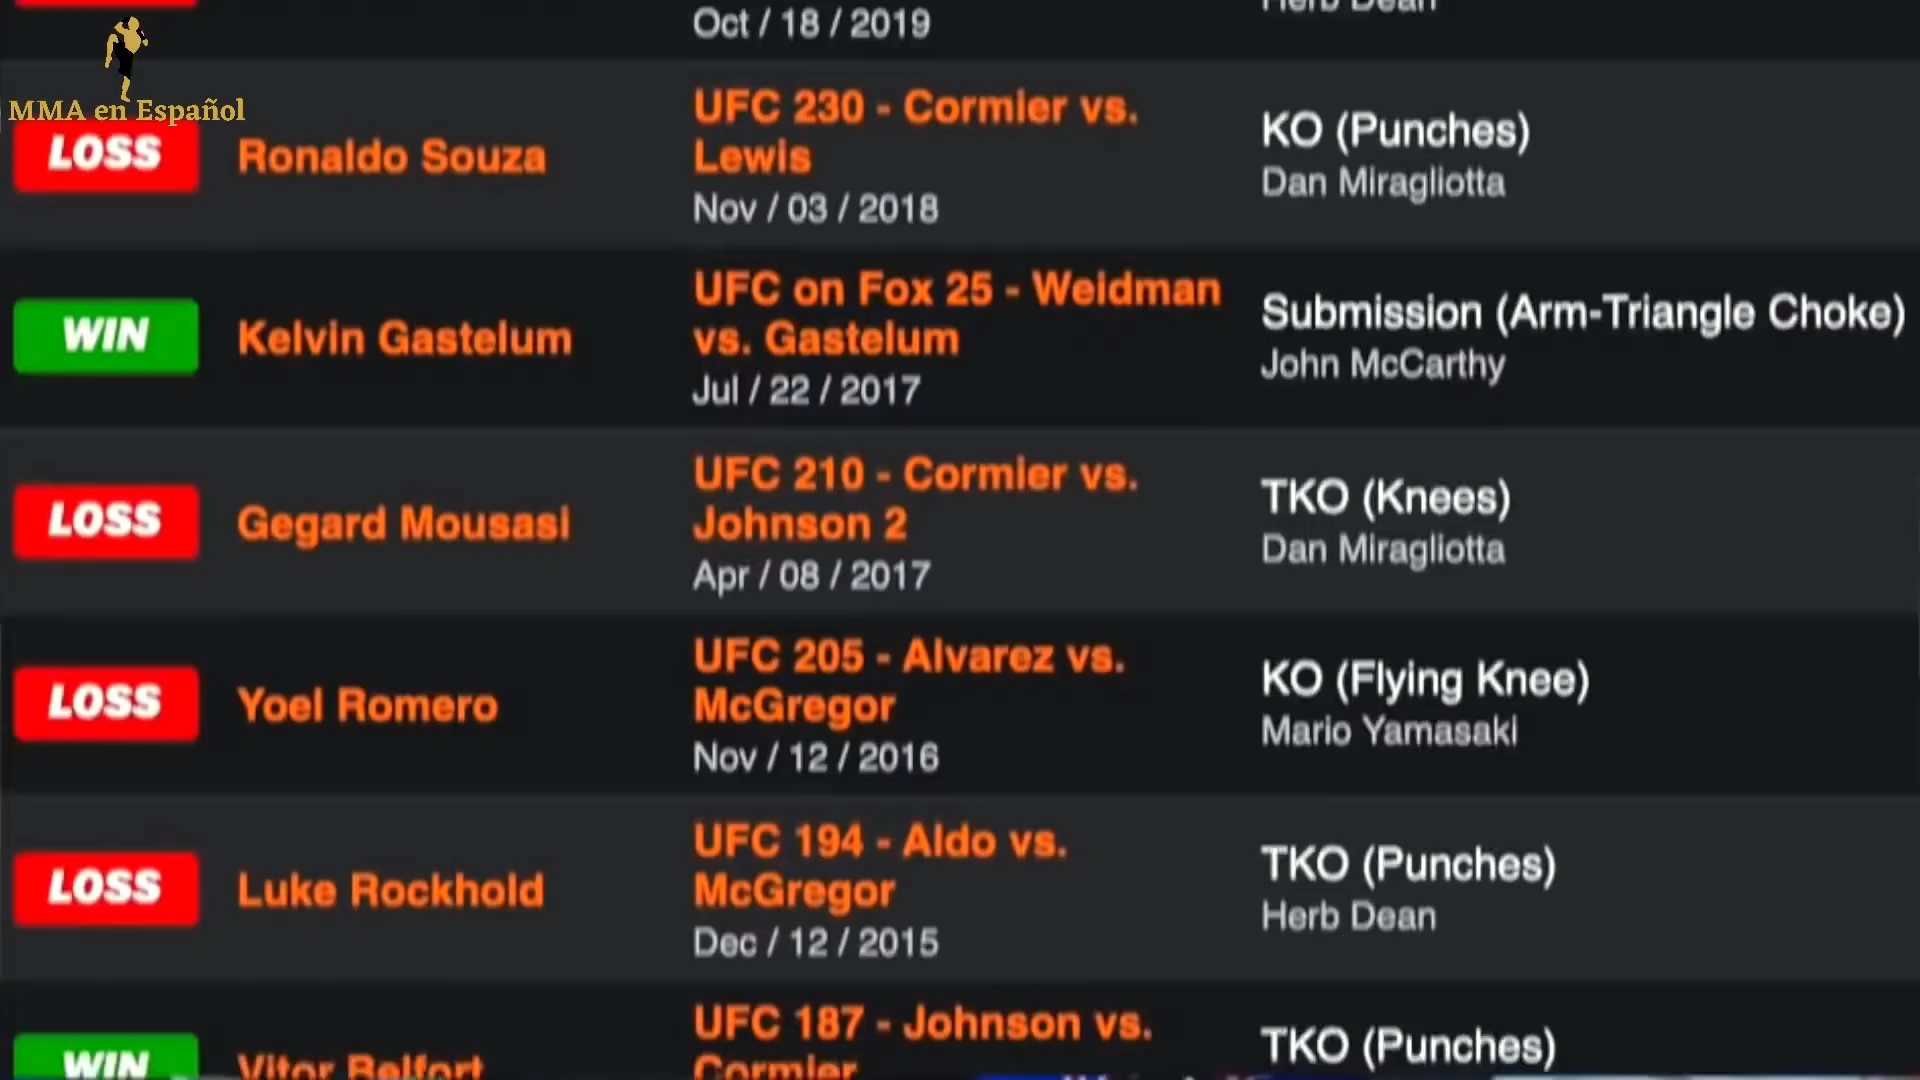 Oct / 18 / 2019
Herb Dean
MMA en Español
LOSS
Ronaldo Souza
UFC 230 - Cormier vs.
Lewis
Nov / 03 / 2018
KO (Punches)
Dan Miragliotta
WIN
Kelvin Gastelum
UFC on Fox 25 - Weidman
vs. Gastelum
Jul / 22 / 2017
Submission (Arm-Triangle Choke)
John McCarthy
LOSS
Gegard Mousasi
UFC 210 - Cormier vs.
Johnson 2
Apr / 08 / 2017
TKO (Knees)
Dan Miragliotta
LOSS
Yoel Romero
UFC 205 - Alvarez vs.
McGregor
Nov / 12 / 2016
KO (Flying Knee)
Mario Yamasaki
LOSS
Luke Rockhold
UFC 194 - Aldo vs.
McGregor
Dec / 12 / 2015
TKO (Punches)
Herb Dean
WIN
Vitor Belfort
UFC 187 - Johnson vs.
Cormier
TKO (Punches)